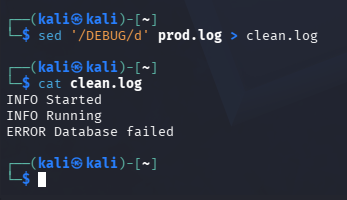 ┌──(kali㉿kali)-[~]
└─$ sed '/DEBUG/d' prod.log > clean.log
┌──(kali㉿kali)-[~]
└─$ cat clean.log
INFO Started
INFO Running
ERROR Database failed
┌──(kali㉿kali)-[~]
└─$